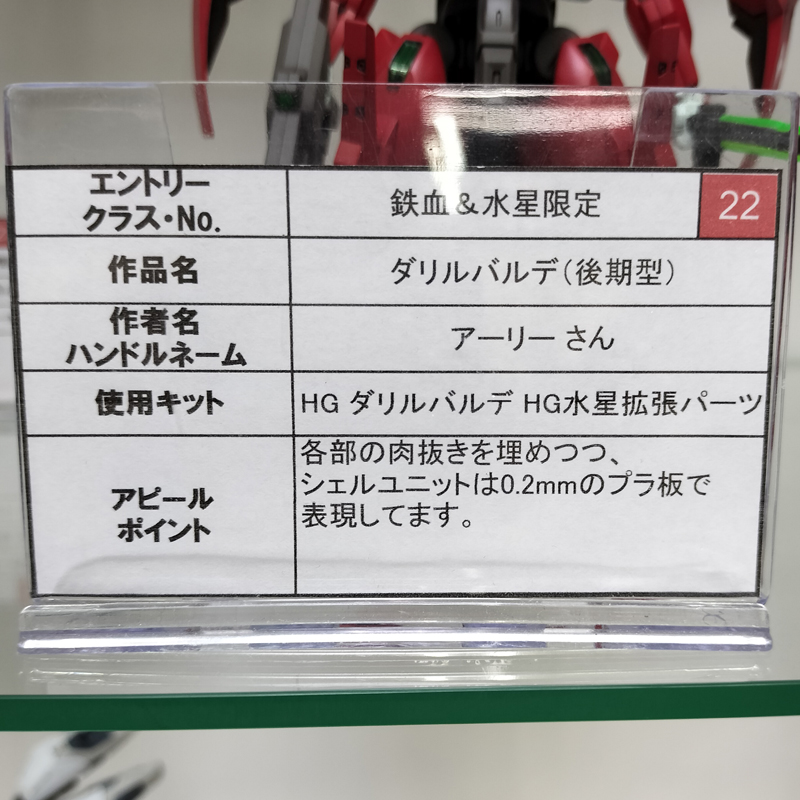 エントリー
クラス・No.
鉄血＆水星限定
22
作品名
ダリルバルデ（後期型）
作者名
ハンドルネーム
アーリー さん
使用キット
HG ダリルバルデ HG水星拡張パーツ
アピール
ポイント
各部の肉抜きを埋めつつ、
シェルユニットは0.2mmのプラ板で
表現してます。